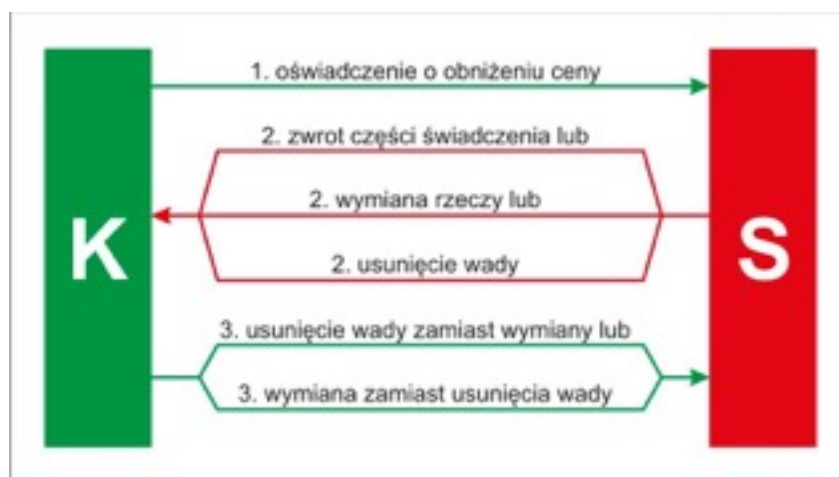 1. oświadczenie o obniżeniu ceny
2. zwrot części świadczenia lub
2. wymiana rzeczy lub
K
S
2. usunięcie wady
3. usunięcie wady zamiast wymiany lub
3. wymiana zamiast usunięcia wady